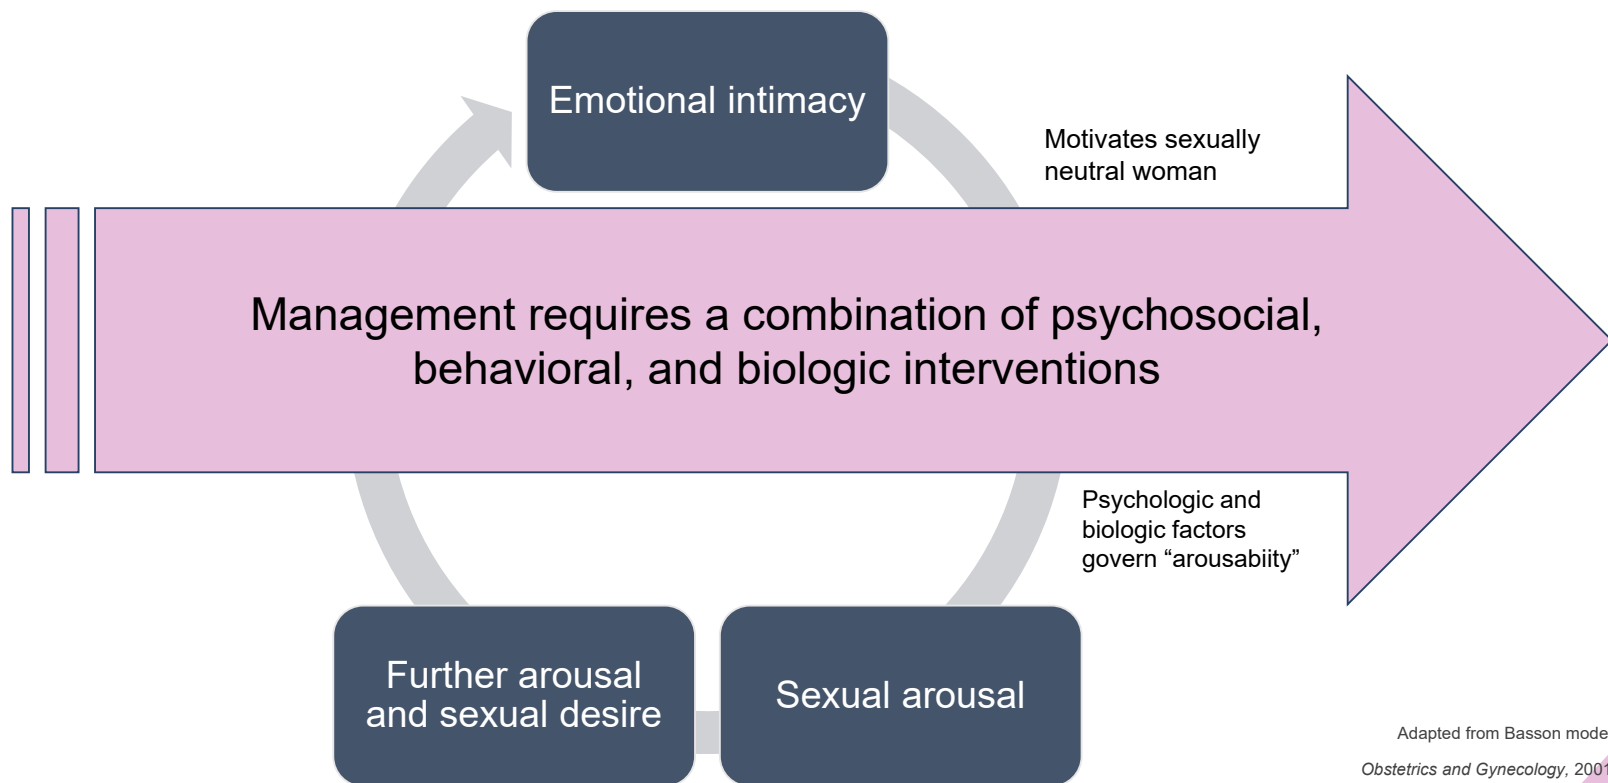 Emotional intimacy
Motivates sexually
neutral woman
Management requires a combination of psychosocial,
behavioral, and biologic interventions
Psychologic and
biologic factors
govern “arousabiity”
Further arousal
and sexual desire
Sexual arousal
Adapted from Basson mode
Obstetrics and Gynecology, 2001